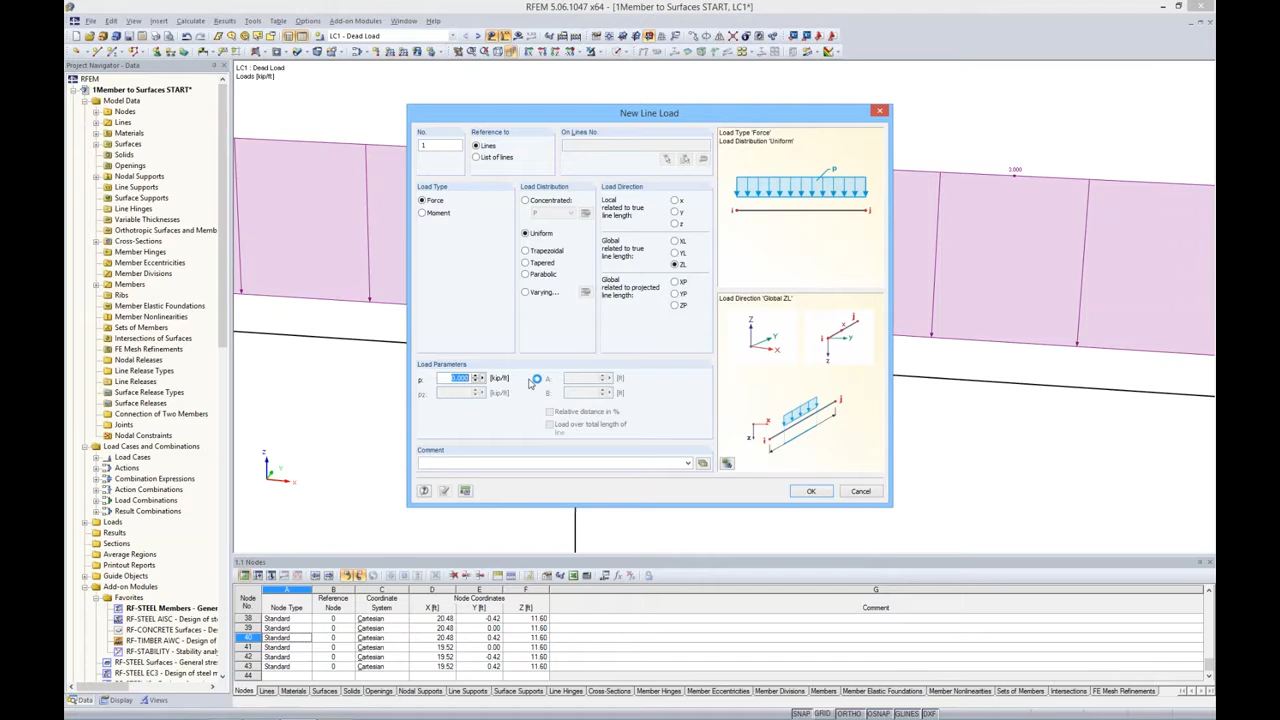 RFEM 5.06.1047 x64 - [1Member to Surfaces START, LC1*]
File Edit View Insert Calculate Results Tools Table Options Add-on Modules Window Help
LC1 - Dead Load
Project Navigator - Data
RFEM
1Member to Surfaces START*
Model Data
Nodes
Lines
Materials
Surfaces
Solids
Openings
Nodal Supports
Line Supports
Surface Supports
Line Hinges
Variable Thicknesses
Orthotropic Surfaces and Memb
Cross-Sections
Member Hinges
Member Eccentricities
Member Divisions
Members
Ribs
Member Elastic Foundations
Member Nonlinearities
Sets of Members
Intersections of Surfaces
FE Mesh Refinements
Nodal Releases
Line Release Types
Line Releases
Surface Release Types
Surface Releases
Connection of Two Members
Joints
Nodal Constraints
Load Cases and Combinations
Load Cases
Actions
Combination Expressions
Action Combinations
Load Combinations
Result Combinations
Loads
Results
Sections
Average Regions
Printout Reports
Guide Objects
Add-on Modules
Favorites
RF-STEEL Members - Gener
RF-STEEL AISC - Design of st
RF-CONCRETE Surfaces - De
RF-TIMBER AWC - Design of
RF-STABILITY - Stability analy
RF-STEEL Surfaces - General stres
RF-STEEL EC3 - Design of steel m
Data Display Views
LC1 : Dead Load
Loads [kip/ft]
3.000
Z
Y
X
New Line Load
No.
1
Reference to
Lines
List of lines
On Lines No.
Load Type
Force
Moment
Load Distribution
Concentrated:
P
Uniform
Trapezoidal
Tapered
Parabolic
Varying...
Load Direction
Local
related to true
line length:
x
y
z
Global
related to true
line length:
XL
YL
ZL
Global
related to projected
line length:
XP
YP
ZP
Load Parameters
p: [kip/ft] A: [ft]
p2: [kip/ft] B: [ft]
Relative distance in %
Load over total length of
line
Comment
OK Cancel
Load Type 'Force'
Load Distribution 'Uniform'
p
i j
Load Direction 'Global ZL'
Z
Y
X
x
j
y
i
z
x
z
j
i
1.1 Nodes
A B C D E F G
Node Reference Coordinate Node Coordinates
No. Node Type Node System X [ft] Y [ft] Z [ft] Comment
38 Standard 0 Cartesian 20.48 -0.42 11.60
39 Standard 0 Cartesian 20.48 0.00 11.60
40 Standard 0 Cartesian 20.48 0.42 11.60
41 Standard 0 Cartesian 19.52 0.00 11.60
42 Standard 0 Cartesian 19.52 -0.42 11.60
43 Standard 0 Cartesian 19.52 0.42 11.60
44
Nodes Lines Materials Surfaces Solids Openings Nodal Supports Line Supports Surface Supports Line Hinges Cross-Sections Member Hinges Member Eccentricities Member Divisions Members Member Elastic Foundations Member Nonlinearities Sets of Members Intersections FE Mesh Refinements
SNAP GRID ORTHO OSNAP GLINES DXF